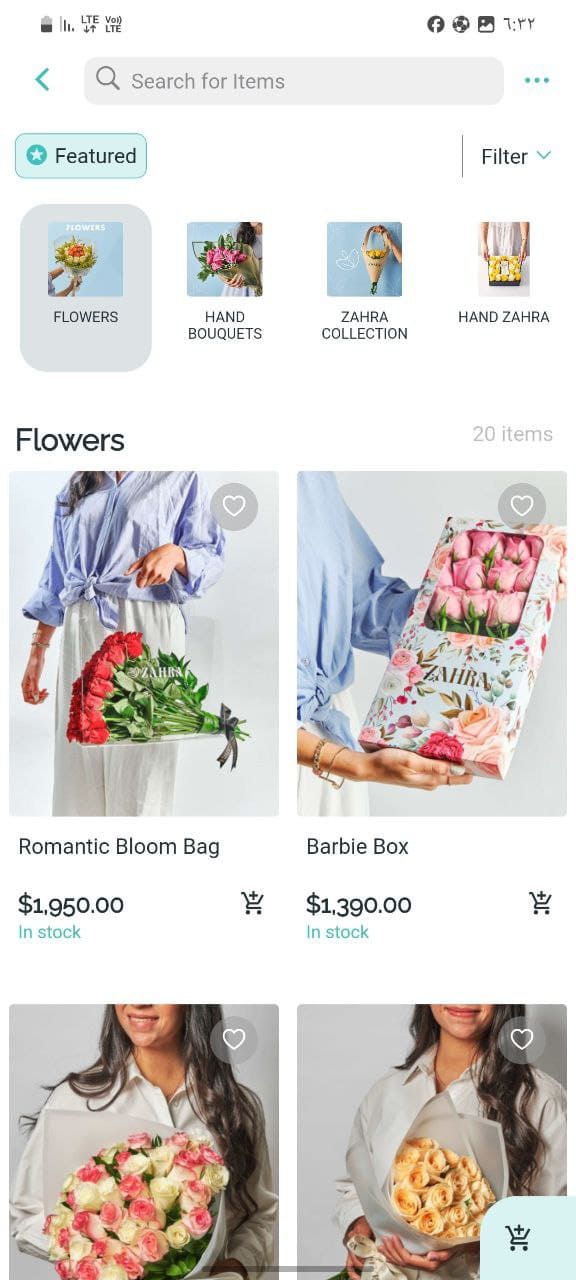 LTE
Vo))
LTE
٦:٣٢
Search for Items
Featured
Filter
FLOWERS
FLOWERS
HAND
BOUQUETS
ZAHRA
COLLECTION
HAND ZAHRA
Flowers
20 items
ZAHRA
ZAHRA
Romantic Bloom Bag
Barbie Box
$1,950.00
$1,390.00
In stock
In stock